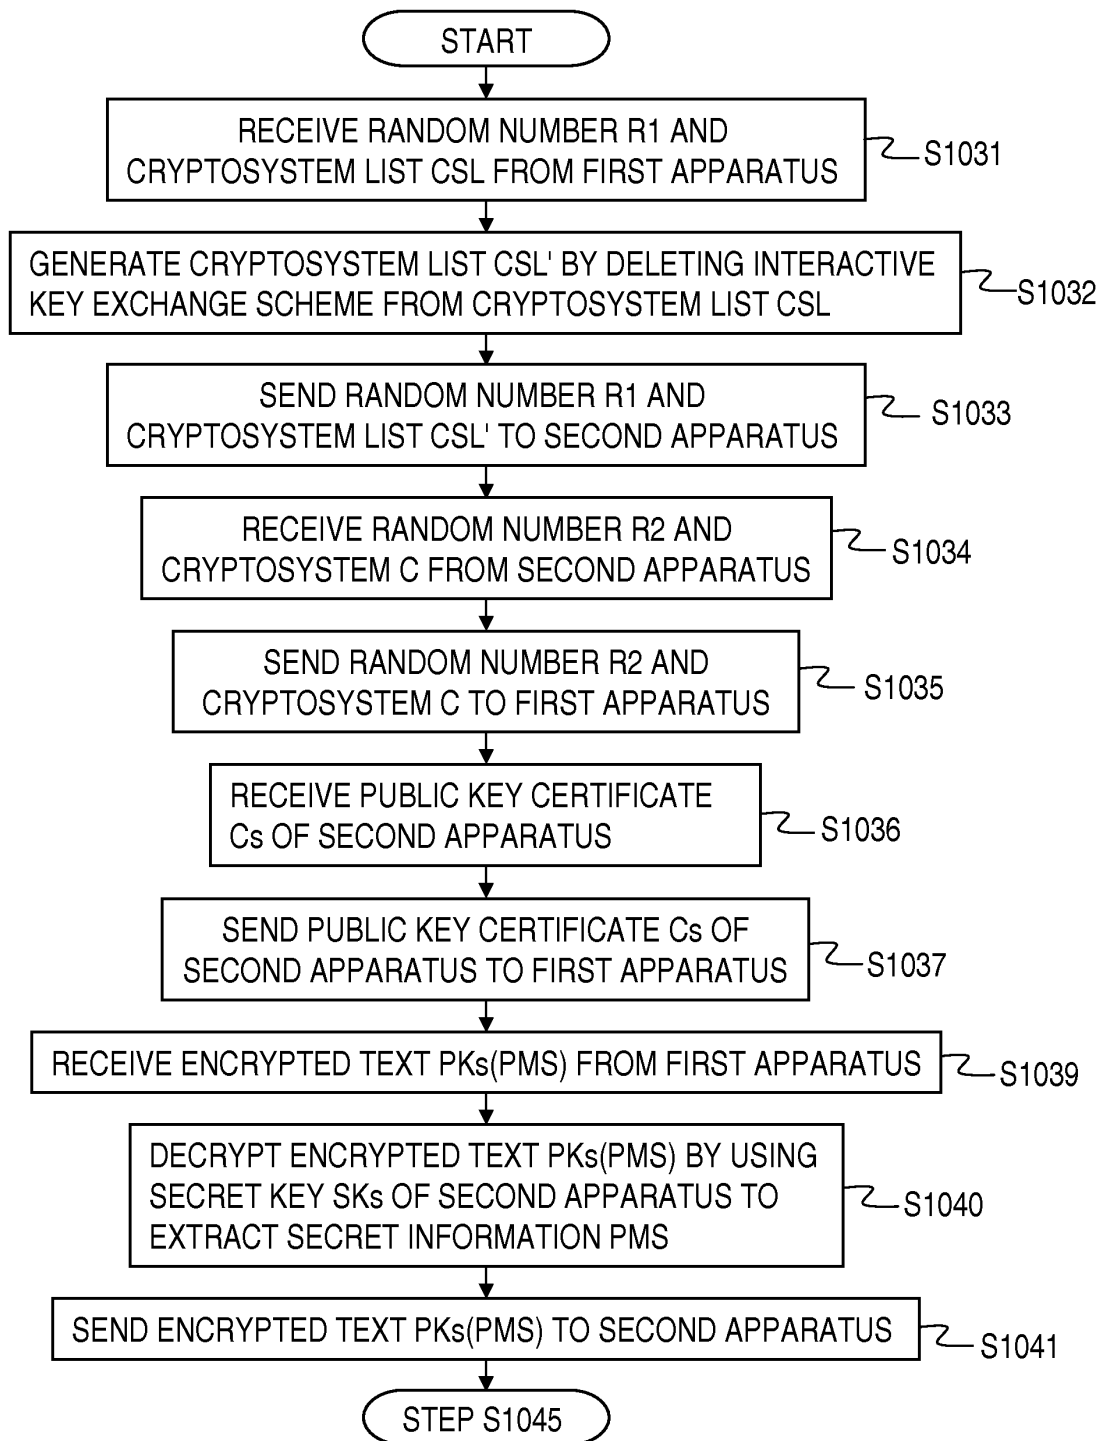 START
RECEIVE RANDOM NUMBER R1 AND
CRYPTOSYSTEM LIST CSL FROM FIRST APPARATUS
S1031
GENERATE CRYPTOSYSTEM LIST CSL' BY DELETING INTERACTIVE
KEY EXCHANGE SCHEME FROM CRYPTOSYSTEM LIST CSL
S1032
SEND RANDOM NUMBER R1 AND
CRYPTOSYSTEM LIST CSL' TO SECOND APPARATUS
S1033
RECEIVE RANDOM NUMBER R2 AND
CRYPTOSYSTEM C FROM SECOND APPARATUS
S1034
SEND RANDOM NUMBER R2 AND
CRYPTOSYSTEM C TO FIRST APPARATUS
S1035
RECEIVE PUBLIC KEY CERTIFICATE
Cs OF SECOND APPARATUS
S1036
SEND PUBLIC KEY CERTIFICATE Cs OF
SECOND APPARATUS TO FIRST APPARATUS
S1037
RECEIVE ENCRYPTED TEXT PKs(PMS) FROM FIRST APPARATUS
S1039
DECRYPT ENCRYPTED TEXT PKs(PMS) BY USING
SECRET KEY SKs OF SECOND APPARATUS TO
EXTRACT SECRET INFORMATION PMS
S1040
SEND ENCRYPTED TEXT PKs(PMS) TO SECOND APPARATUS
S1041
STEP S1045